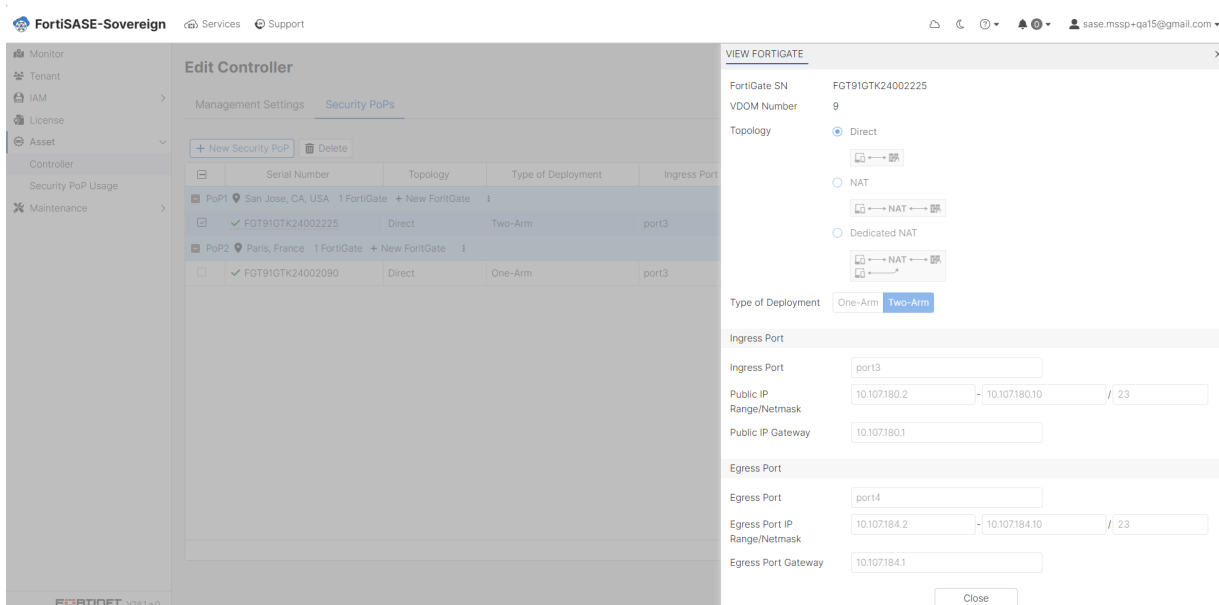 FortiSASE-Sovereign Services Support 0 sase.mssp+qa15@gmail.com
Monitor
Tenant
IAM
License
Asset
Controller
Security PoP Usage
Maintenance
Edit Controller
Management Settings Security PoPs
+ New Security PoP Delete
Serial Number Topology Type of Deployment Ingress Port
PoP1 San Jose, CA, USA 1 FortiGate + New ForitGate
FGT91GTK24002225 Direct Two-Arm port3
PoP2 Paris, France 1 FortiGate + New ForitGate
FGT91GTK24002090 Direct One-Arm port3
VIEW FORTIGATE
FortiGate SN FGT91GTK24002225
VDOM Number 9
Topology Direct
NAT
NAT
Dedicated NAT
NAT
Type of Deployment One-Arm Two-Arm
Ingress Port
Ingress Port port3
Public IP Range/Netmask 10.107.180.2 - 10.107.180.10 / 23
Public IP Gateway 10.107.180.1
Egress Port
Egress Port port4
Egress Port IP Range/Netmask 10.107.184.2 - 10.107.184.10 / 23
Egress Port Gateway 10.107.184.1
Close